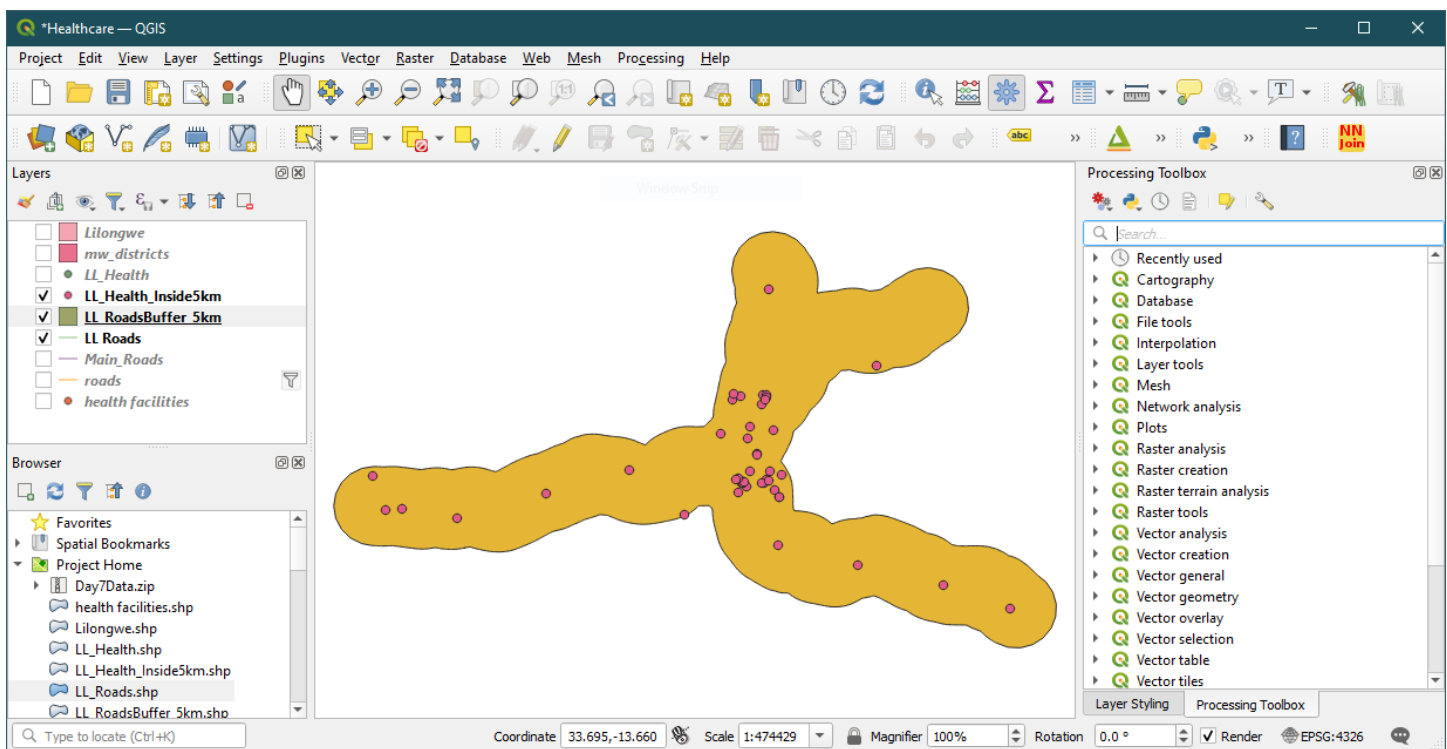 *Healthcare — QGIS
Project Edit View Layer Settings Plugins Vector Raster Database Web Mesh Processing Help
abc » » » ? NN
Join
Layers
Lilongwe
mw_districts
LL_Health
LL_Health_Inside5km
LL_RoadsBuffer_5km
LL Roads
Main_Roads
roads
health facilities
Browser
Favorites
Spatial Bookmarks
Project Home
Day7Data.zip
health facilities.shp
Lilongwe.shp
LL_Health.shp
LL_Health_Inside5km.shp
LL_Roads.shp
LL_RoadsBuffer_5km.shp
Window Snip
Processing Toolbox
Search...
Recently used
Cartography
Database
File tools
Interpolation
Layer tools
Mesh
Network analysis
Plots
Raster analysis
Raster creation
Raster terrain analysis
Raster tools
Vector analysis
Vector creation
Vector general
Vector geometry
Vector overlay
Vector selection
Vector table
Vector tiles
Layer Styling Processing Toolbox
Type to locate (Ctrl+K) Coordinate 33.695,-13.660 Scale 1:474429 Magnifier 100% Rotation 0.0 ° Render EPSG:4326